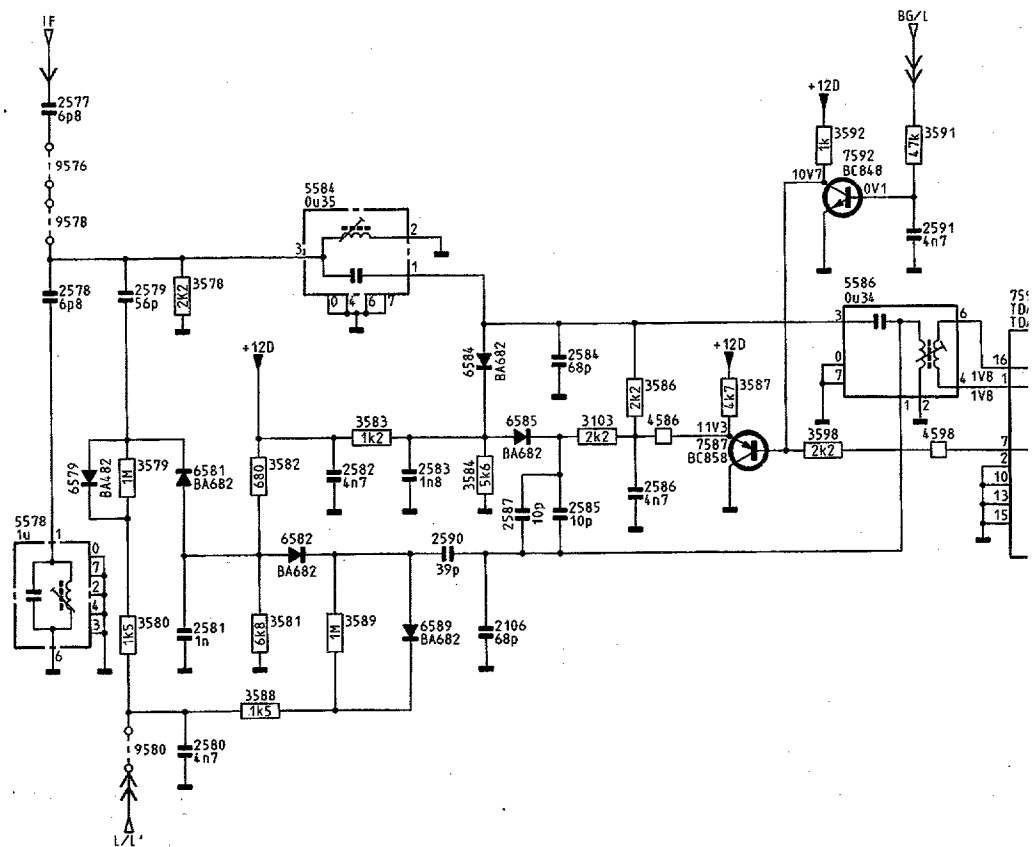 IF
BG/L
2577
6p8
9576
9578
+12D
3592
1k
3591
47k
7592
BC848
10V7
0V1
2591
4n7
5584
0u35
3
2
1
0 4 6 7
2578
6p8
2579
56p
3578
2K2
5586
0u34
3
6
0
7
4
1 2
1V8
1V8
16
1
7
2
10
13
15
+12D
6584
BA682
2584
68p
3586
2k2
+12D
3587
4k7
3583
1k2
6585
BA682
3103
2k2
4586
11V3
7587
BC858
3598
2k2
4598
6579
BA482
3579
1M
6581
BA682
3582
680
2582
4n7
2583
1n8
3584
5k6
2587
10p
2585
10p
2586
4n7
5578
1u
1
0
7
2
4
3
6
6582
BA682
2590
39p
3580
1k5
2581
1n
3581
6k8
3589
1M
6589
BA682
2106
68p
3588
1k5
9580
2580
4n7
L/L'